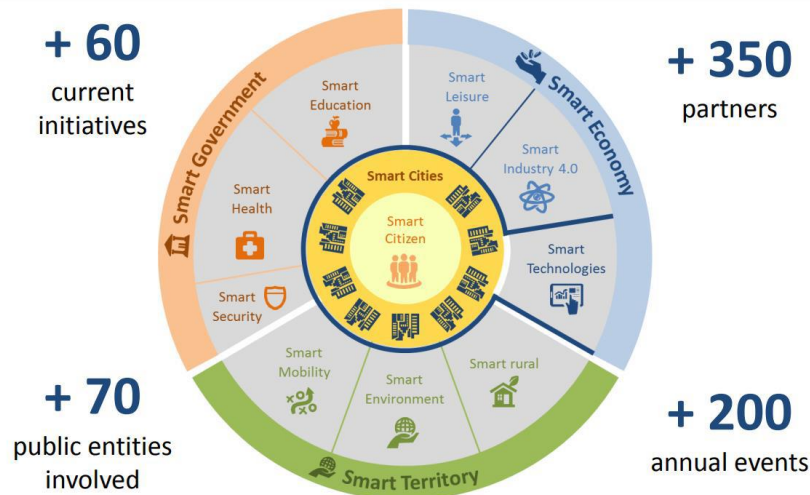 + 60
current
initiatives
+ 350
partners
Smart Government
Smart Economy
Smart
Education
Smart
Leisure
Smart
Industry 4.0
Smart
Health
Smart Cities
Smart
Citizen
Smart
Technologies
Smart
Security
Smart
Mobility
Smart
Environment
Smart rural
Smart Territory
+ 70
public entities
involved
+ 200
annual events